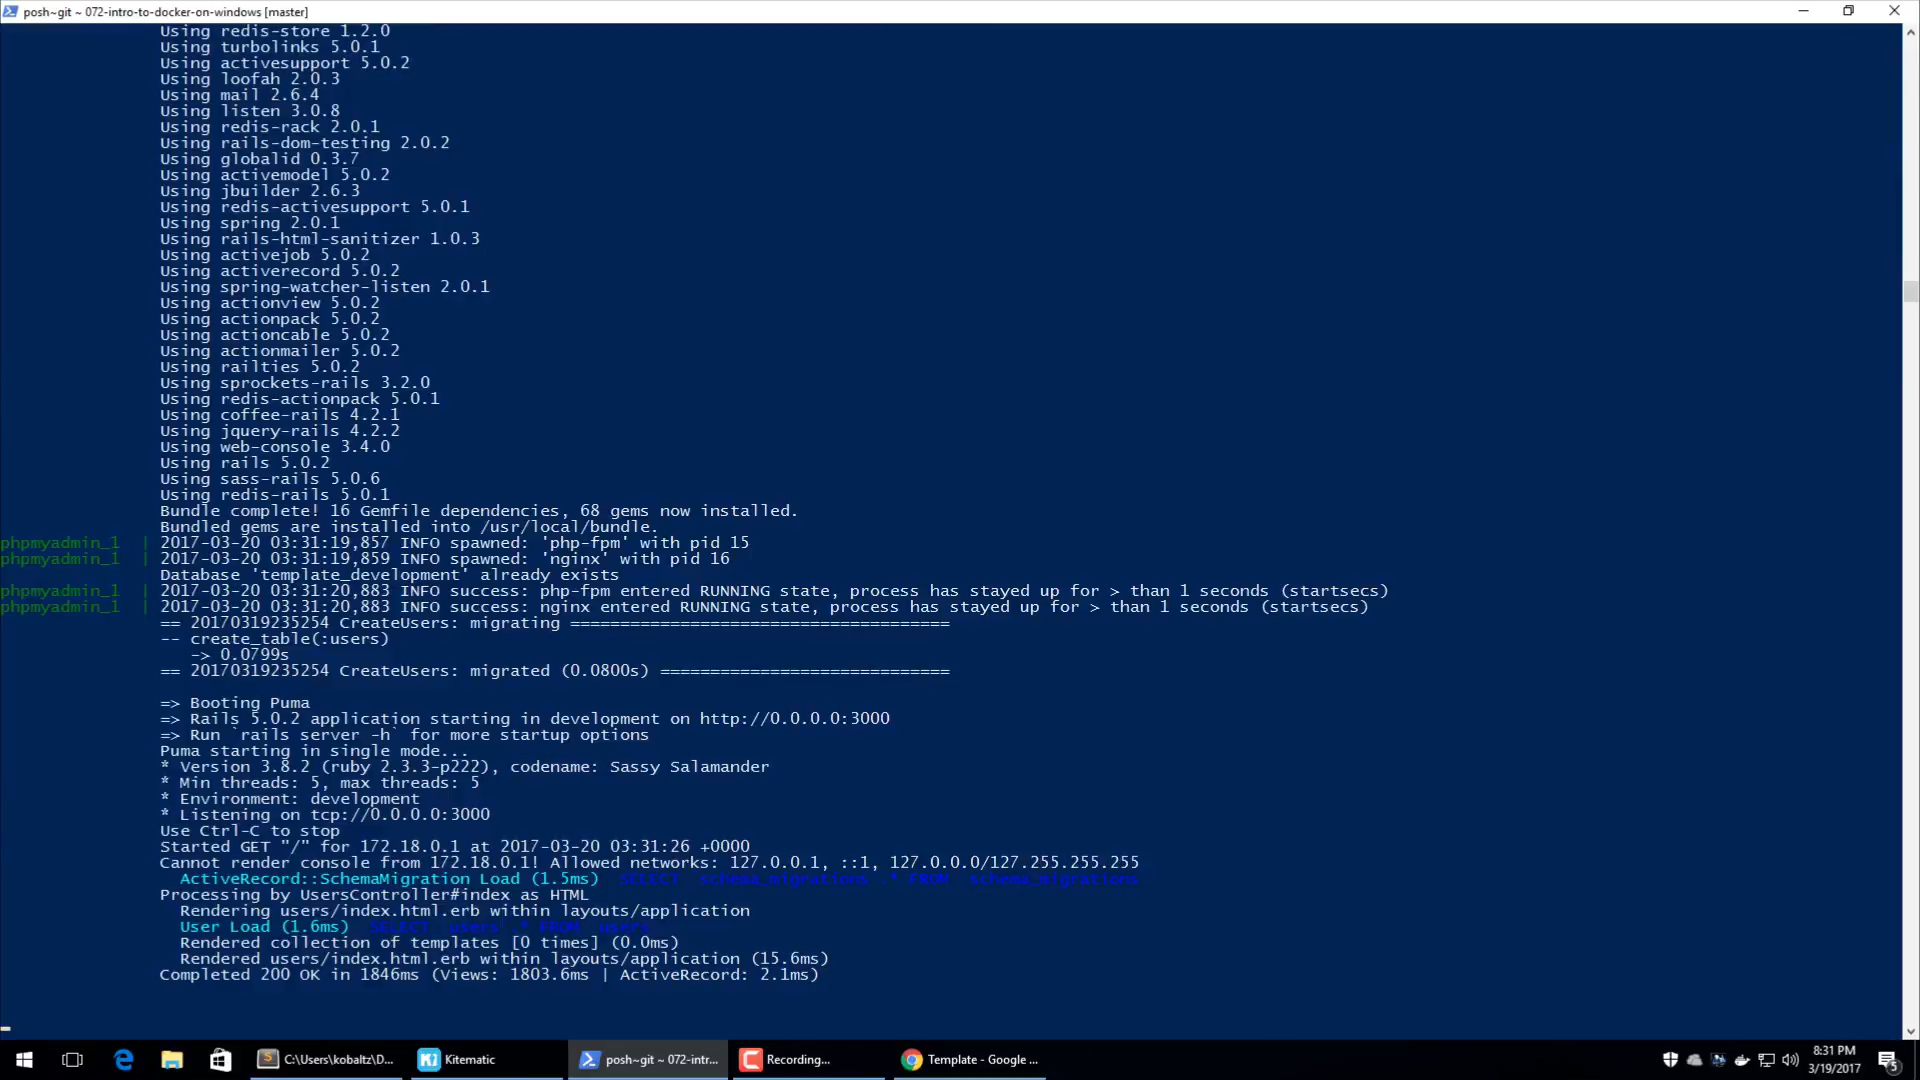 posh~git ~ 072-intro-to-docker-on-windows [master]
Using redis-store 1.2.0
Using turbolinks 5.0.1
Using activesupport 5.0.2
Using loofah 2.0.3
Using mail 2.6.4
Using listen 3.0.8
Using redis-rack 2.0.1
Using rails-dom-testing 2.0.2
Using globalid 0.3.7
Using activemodel 5.0.2
Using jbuilder 2.6.3
Using redis-activesupport 5.0.1
Using spring 2.0.1
Using rails-html-sanitizer 1.0.3
Using activejob 5.0.2
Using activerecord 5.0.2
Using spring-watcher-listen 2.0.1
Using actionview 5.0.2
Using actionpack 5.0.2
Using actioncable 5.0.2
Using actionmailer 5.0.2
Using railties 5.0.2
Using sprockets-rails 3.2.0
Using redis-actionpack 5.0.1
Using coffee-rails 4.2.1
Using jquery-rails 4.2.2
Using web-console 3.4.0
Using rails 5.0.2
Using sass-rails 5.0.6
Using redis-rails 5.0.1
Bundle complete! 16 Gemfile dependencies, 68 gems now installed.
Bundled gems are installed into /usr/local/bundle.
phpmyadmin_1 | 2017-03-20 03:31:19,857 INFO spawned: 'php-fpm' with pid 15
phpmyadmin_1 | 2017-03-20 03:31:19,859 INFO spawned: 'nginx' with pid 16
Database 'template_development' already exists
phpmyadmin_1 | 2017-03-20 03:31:20,883 INFO success: php-fpm entered RUNNING state, process has stayed up for > than 1 seconds (startsecs)
phpmyadmin_1 | 2017-03-20 03:31:20,883 INFO success: nginx entered RUNNING state, process has stayed up for > than 1 seconds (startsecs)
== 20170319235254 CreateUsers: migrating ======================================
-- create_table(:users)
-> 0.0799s
== 20170319235254 CreateUsers: migrated (0.0800s) =============================
=> Booting Puma
=> Rails 5.0.2 application starting in development on http://0.0.0.0:3000
=> Run `rails server -h` for more startup options
Puma starting in single mode...
* Version 3.8.2 (ruby 2.3.3-p222), codename: Sassy Salamander
* Min threads: 5, max threads: 5
* Environment: development
* Listening on tcp://0.0.0.0:3000
Use Ctrl-C to stop
Started GET "/" for 172.18.0.1 at 2017-03-20 03:31:26 +0000
Cannot render console from 172.18.0.1! Allowed networks: 127.0.0.1, ::1, 127.0.0.0/127.255.255.255
ActiveRecord::SchemaMigration Load (1.5ms) SELECT `schema_migrations`.* FROM `schema_migrations`
Processing by UsersController#index as HTML
Rendering users/index.html.erb within layouts/application
User Load (1.6ms) SELECT `users`.* FROM `users`
Rendered collection of templates [0 times] (0.0ms)
Rendered users/index.html.erb within layouts/application (15.6ms)
Completed 200 OK in 1846ms (Views: 1803.6ms | ActiveRecord: 2.1ms)
C:\Users\kobaltz\D...
Kitematic
posh~git ~ 072-intr...
Recording...
Template - Google ...
8:31 PM
3/19/2017
5